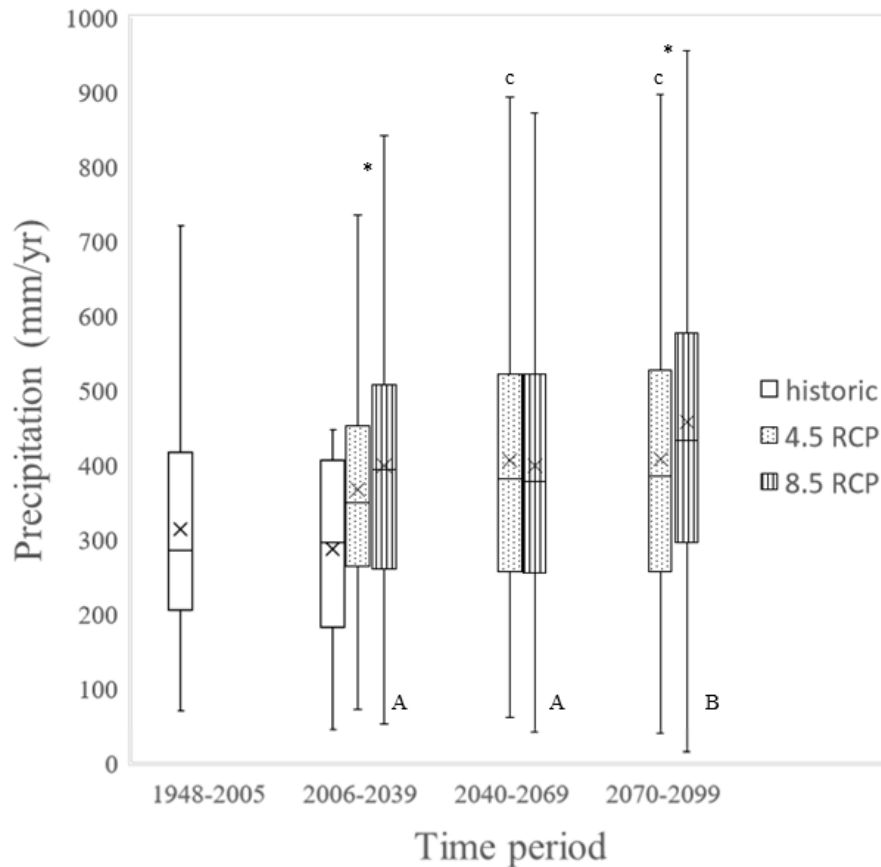 Precipitation (mm/yr)
1000
900
800
700
600
500
400
300
200
100
0
*
c
c
*
A
A
B
historic
4.5 RCP
8.5 RCP
1948-2005
2006-2039
2040-2069
2070-2099
Time period